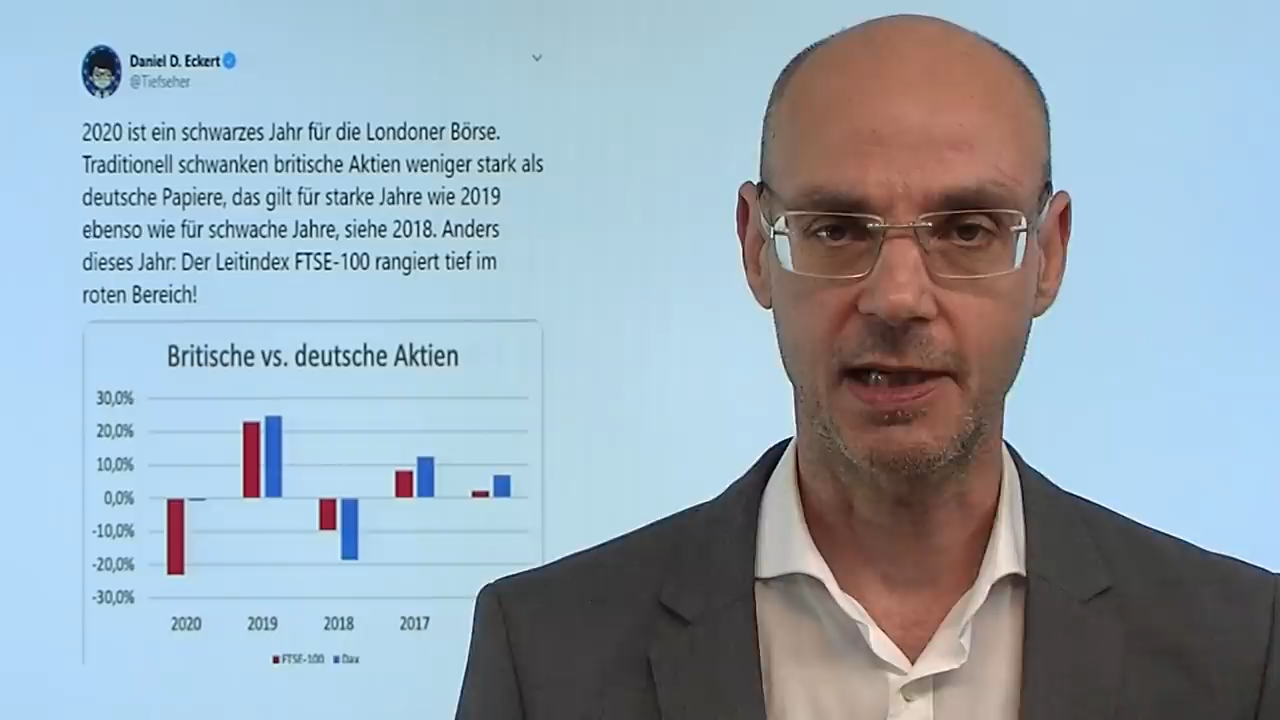 Daniel D. Eckert
@Tiefseher
2020 ist ein schwarzes Jahr für die Londoner Börse.
Traditionell schwanken britische Aktien weniger stark als
deutsche Papiere, das gilt für starke Jahre wie 2019
ebenso wie für schwache Jahre, siehe 2018. Anders
dieses Jahr: Der Leitindex FTSE-100 rangiert tief im
roten Bereich!
Britische vs. deutsche Aktien
30,0%
20,0%
10,0%
0,0%
-10,0%
-20,0%
-30,0%
2020 2019 2018 2017
FTSE-100 Dax